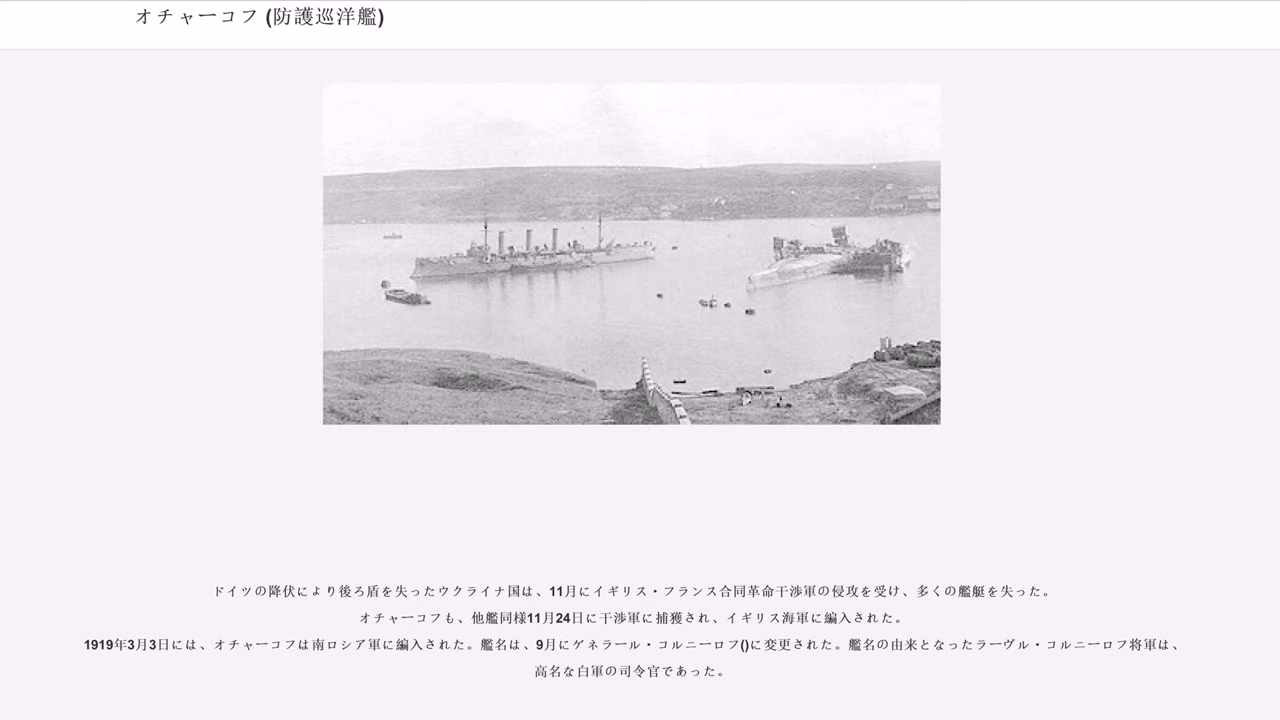 オチャーコフ (防護巡洋艦)
ドイツの降伏により後ろ盾を失ったウクライナ国は、11月にイギリス・フランス合同革命干渉軍の侵攻を受け、多くの艦艇を失った。
オチャーコフも、他艦同様11月24日に干渉軍に捕獲され、イギリス海軍に編入された。
1919年3月3日には、オチャーコフは南ロシア軍に編入された。艦名は、9月にゲネラール・コルニーロフ()に変更された。艦名の由来となったラーヴル・コルニーロフ将軍は、
高名な白軍の司令官であった。